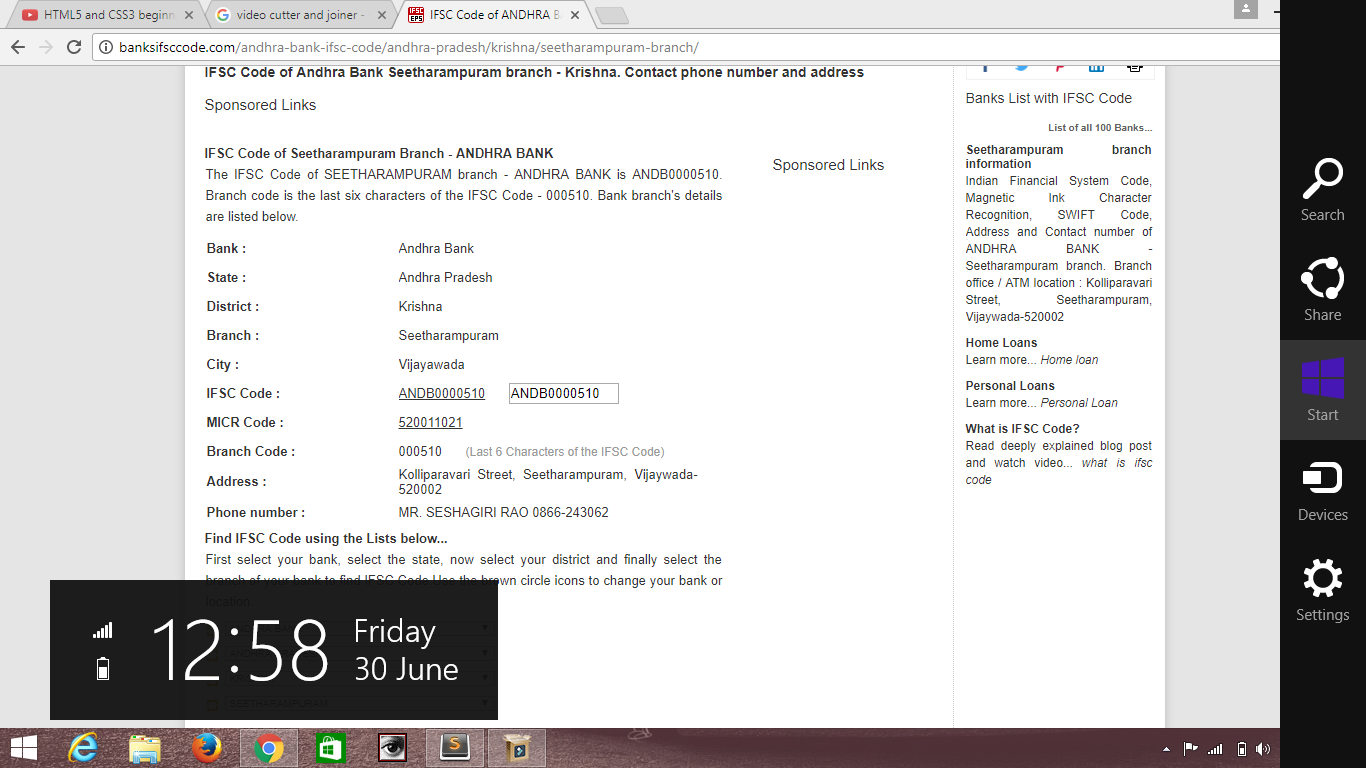 HTML5 and CSS3 beginn
video cutter and joiner -
IFSC Code of ANDHRA B
banksifsccode.com/andhra-bank-ifsc-code/andhra-pradesh/krishna/seetharampuram-branch/
IFSC Code of Andhra Bank Seetharampuram branch - Krishna. Contact phone number and address
Sponsored Links
IFSC Code of Seetharampuram Branch - ANDHRA BANK
The IFSC Code of SEETHARAMPURAM branch - ANDHRA BANK is ANDB0000510.
Branch code is the last six characters of the IFSC Code - 000510. Bank branch's details
are listed below.
Bank : Andhra Bank
State : Andhra Pradesh
District : Krishna
Branch : Seetharampuram
City : Vijayawada
IFSC Code : ANDB0000510 ANDB0000510
MICR Code : 520011021
Branch Code : 000510 (Last 6 Characters of the IFSC Code)
Address : Kolliparavari Street, Seetharampuram, Vijaywada-
520002
Phone number : MR. SESHAGIRI RAO 0866-243062
Find IFSC Code using the Lists below...
First select your bank, select the state, now select your district and finally select the
branch of your bank to find IFSC Code.Use the brown circle icons to change your bank or
location.
SEETHARAMPURAM
Sponsored Links
Banks List with IFSC Code
List of all 100 Banks...
Seetharampuram branch
information
Indian Financial System Code,
Magnetic Ink Character
Recognition, SWIFT Code,
Address and Contact number of
ANDHRA BANK -
Seetharampuram branch. Branch
office / ATM location : Kolliparavari
Street, Seetharampuram,
Vijaywada-520002
Home Loans
Learn more... Home loan
Personal Loans
Learn more... Personal Loan
What is IFSC Code?
Read deeply explained blog post
and watch video... what is ifsc
code
Search
Share
Start
Devices
Settings
12:58
Friday
30 June